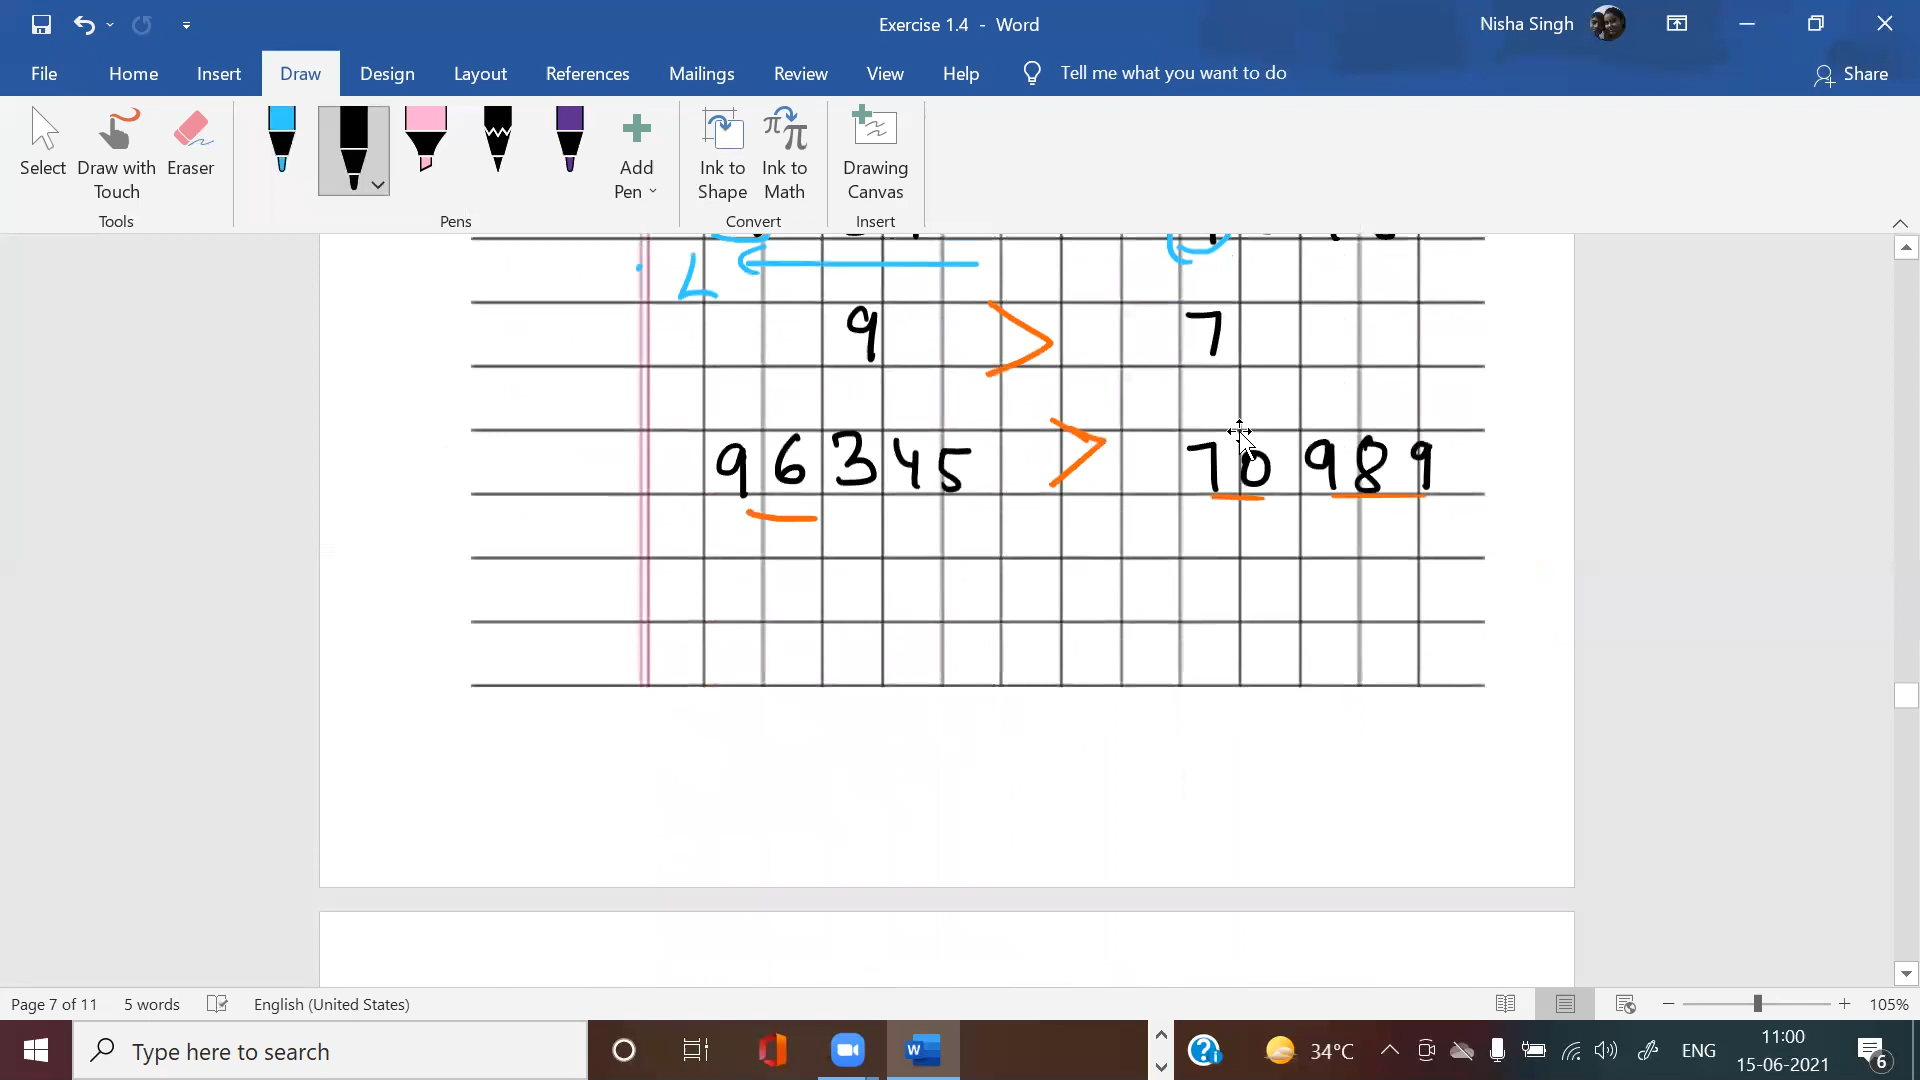 Exercise 1.4 - Word
Nisha Singh
File Home Insert Draw Design Layout References Mailings Review View Help Tell me what you want to do Share
Select Draw with Touch Eraser Add Pen Ink to Shape Ink to Math Drawing Canvas
Tools Pens Convert Insert
L
9 > 7
96345 > 70989
Page 7 of 11 5 words English (United States) 105%
Type here to search 34°C ENG 11:00
15-06-2021 6